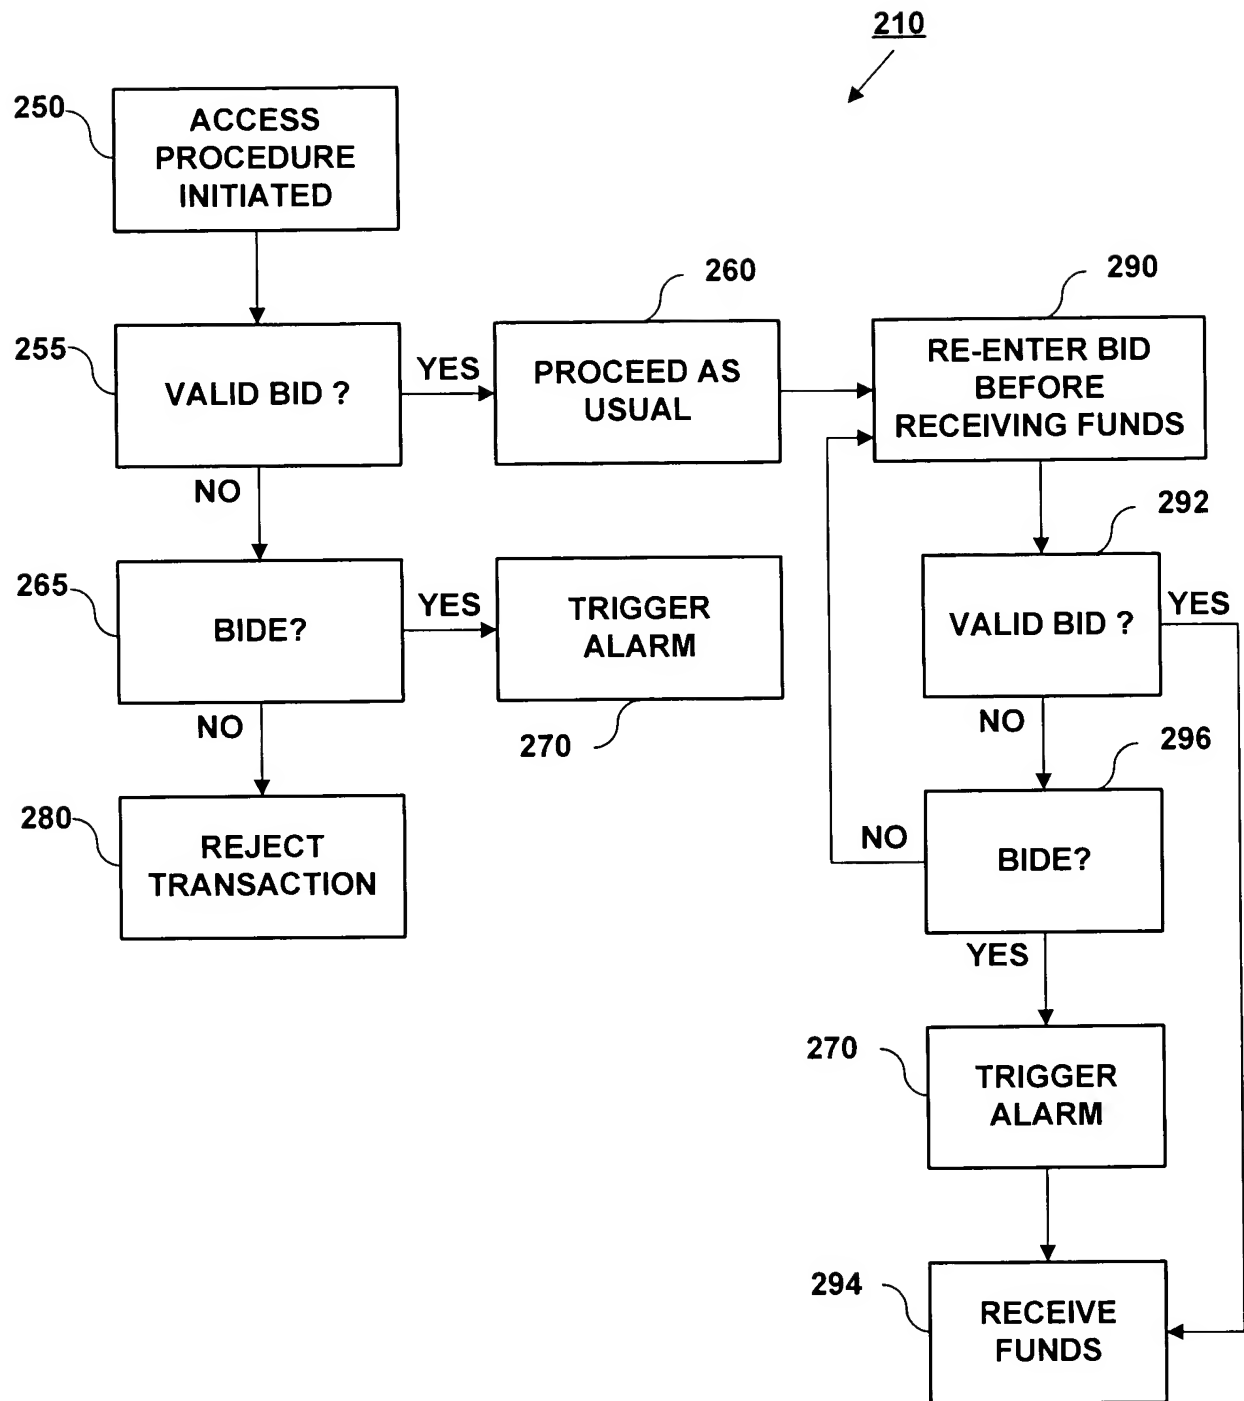 210
250
ACCESS
PROCEDURE
INITIATED
260
290
255
VALID BID ?
YES
PROCEED AS
USUAL
RE-ENTER BID
BEFORE
RECEIVING FUNDS
NO
292
265
BIDE?
YES
TRIGGER
ALARM
VALID BID ?
YES
NO
270
NO
296
280
REJECT
TRANSACTION
NO
BIDE?
YES
270
TRIGGER
ALARM
294
RECEIVE
FUNDS